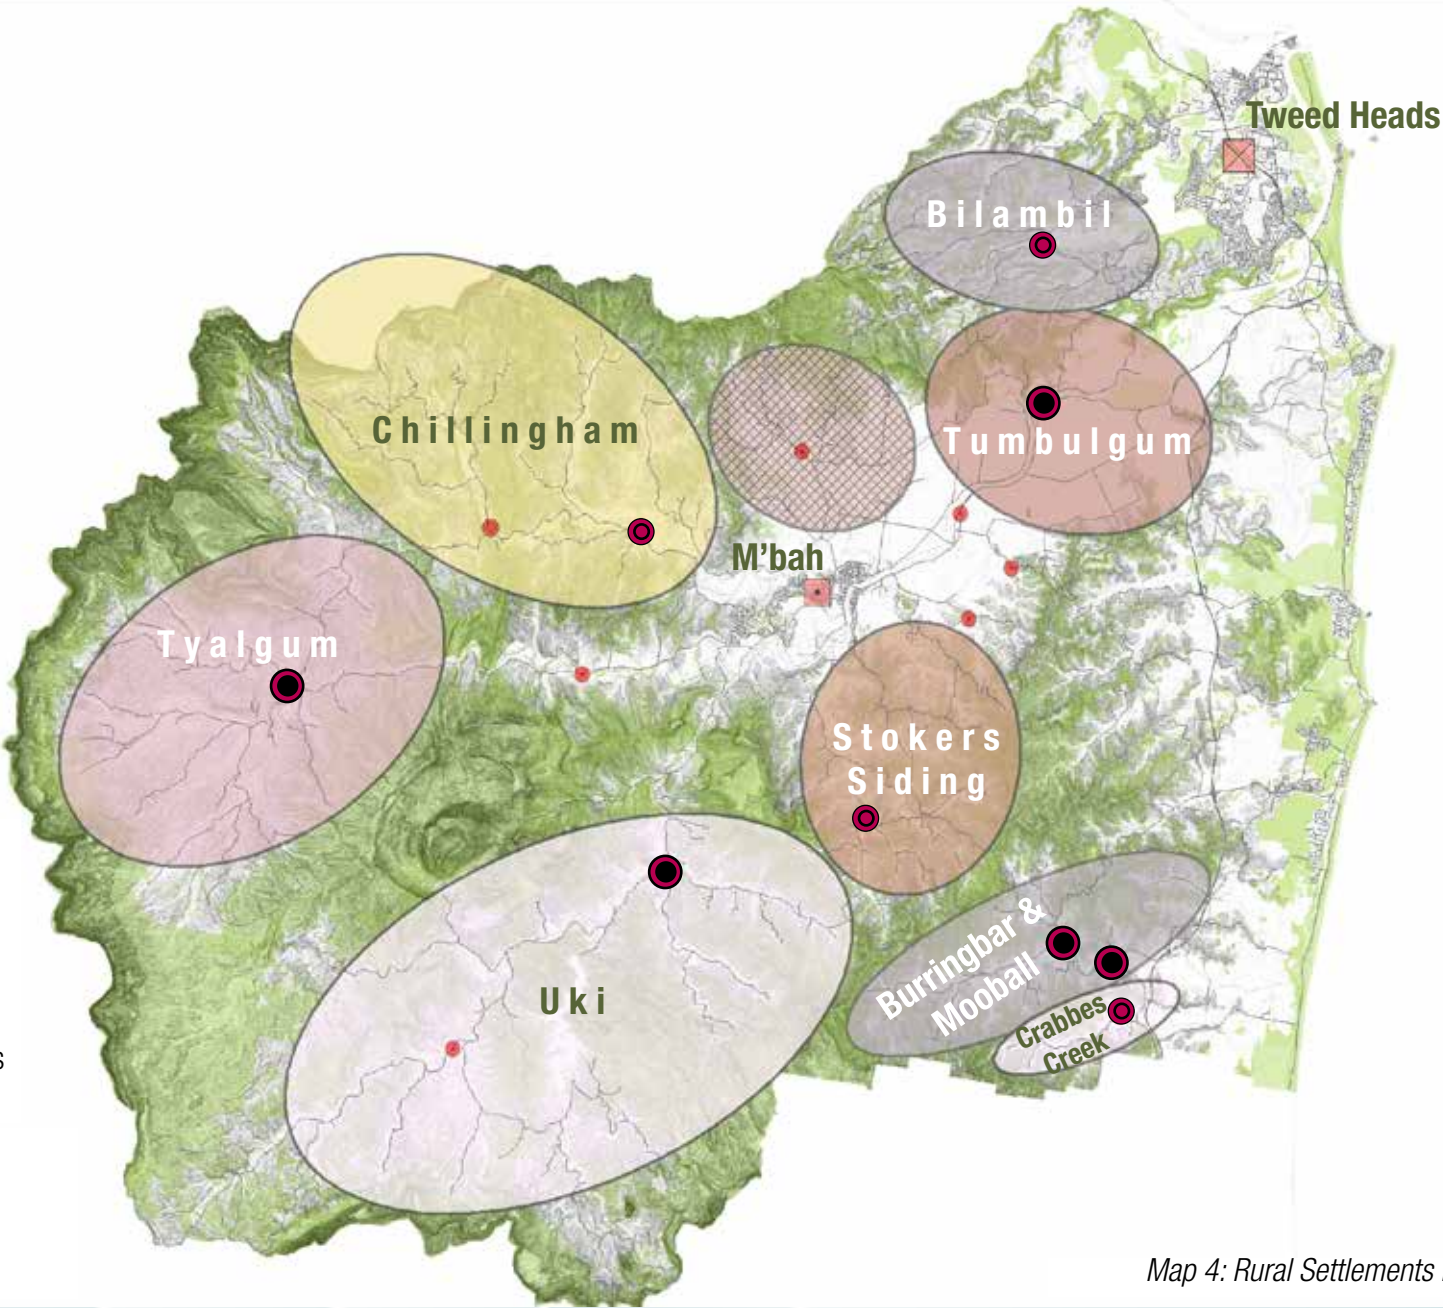 Tweed Heads
Bilambil
Chillingham
Tumbulgum
M'bah
Tyalgum
Stokers
Siding
Burringbar &
Mooball
Uki
Crabbes
Creek
s
Map 4: Rural Settlements